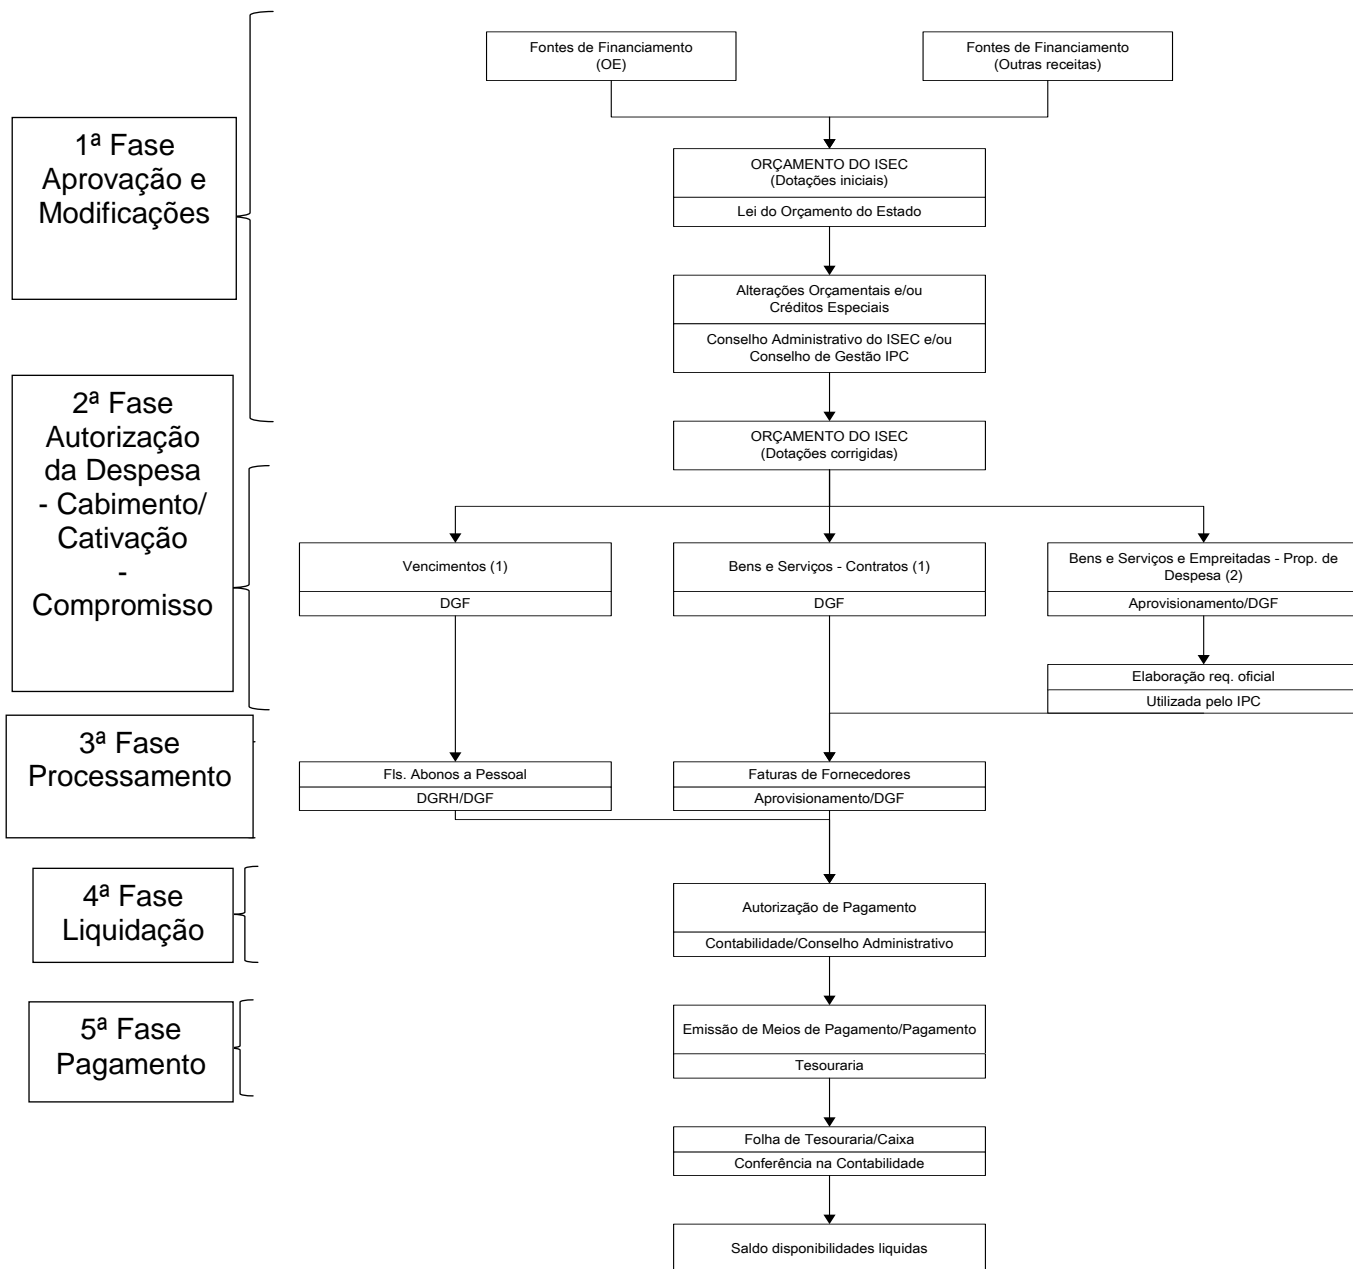 Fontes de Financiamento
(OE)
Fontes de Financiamento
(Outras receitas)
1ª Fase
Aprovação e
Modificações
ORÇAMENTO DO ISEC
(Dotações iniciais)
Lei do Orçamento do Estado
Alterações Orçamentais e/ou
Créditos Especiais
Conselho Administrativo do ISEC e/ou
Conselho de Gestão IPC
2ª Fase
Autorização
da Despesa
- Cabimento/
Cativação
-
Compromisso
ORÇAMENTO DO ISEC
(Dotações corrigidas)
Vencimentos (1)
DGF
Bens e Serviços - Contratos (1)
DGF
Bens e Serviços e Empreitadas - Prop. de
Despesa (2)
Aprovisionamento/DGF
Elaboração req. oficial
Utilizada pelo IPC
3ª Fase
Processamento
Fls. Abonos a Pessoal
DGRH/DGF
Faturas de Fornecedores
Aprovisionamento/DGF
4ª Fase
Liquidação
Autorização de Pagamento
Contabilidade/Conselho Administrativo
5ª Fase
Pagamento
Emissão de Meios de Pagamento/Pagamento
Tesouraria
Folha de Tesouraria/Caixa
Conferência na Contabilidade
Saldo disponibilidades liquidas